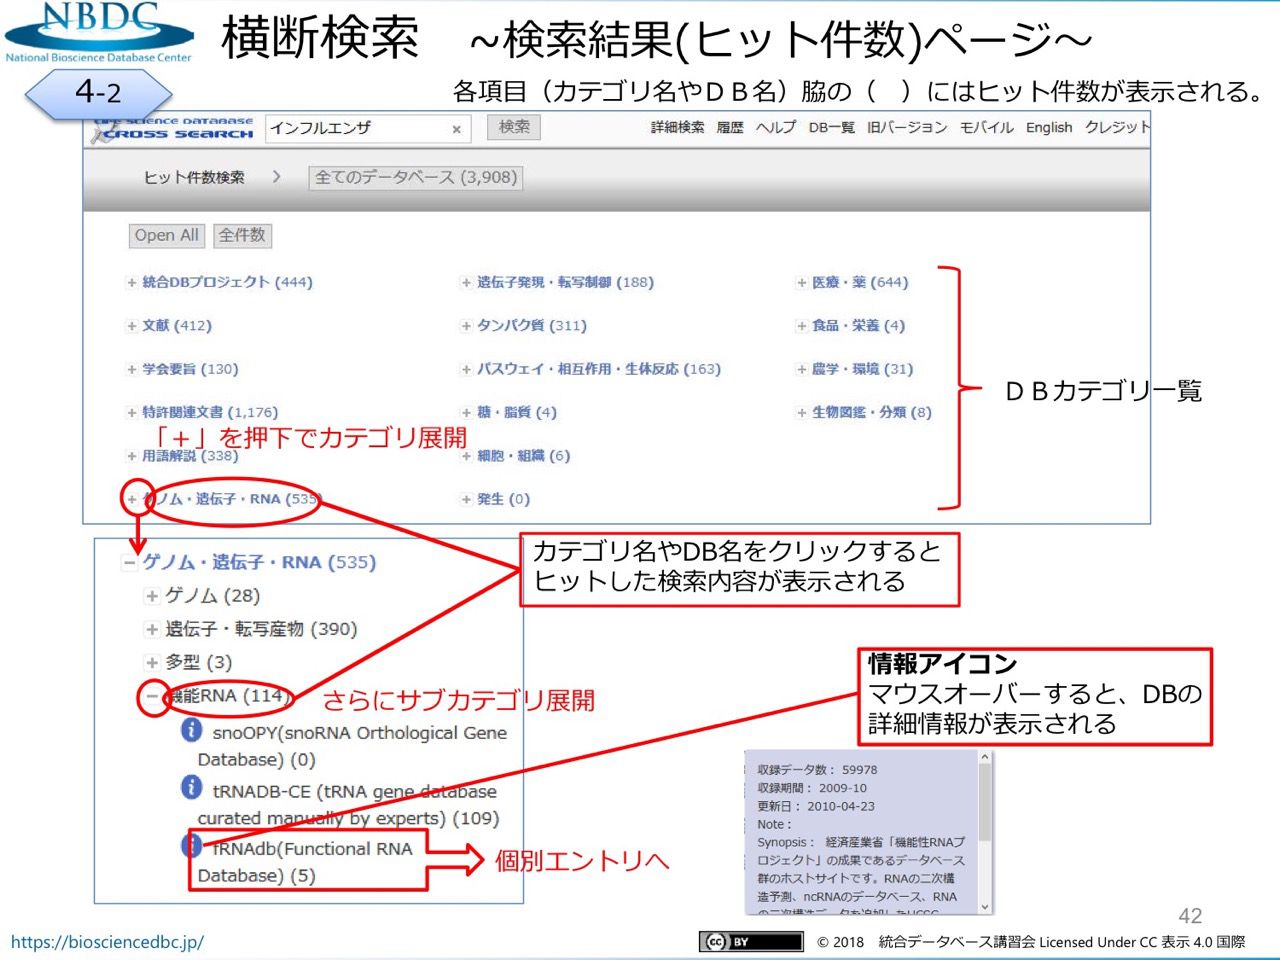 NBDC
National Bioscience Database Center
横断検索 ~検索結果(ヒット件数)ページ~
4-2
各項目（カテゴリ名やＤＢ名）脇の（　）にはヒット件数が表示される。
LIFE SCIENCE DATABASE
CROSS SEARCH
インフルエンザ ×
検索
詳細検索 履歴 ヘルプ DB一覧 旧バージョン モバイル English クレジット
ヒット件数検索 > 全てのデータベース (3,908)
Open All 全件数
+ 統合DBプロジェクト (444)
+ 文献 (412)
+ 学会要旨 (130)
+ 特許関連文書 (1,176)
「＋」を押下でカテゴリ展開
+ 用語解説 (338)
+ ゲノム・遺伝子・RNA (535)
+ 遺伝子発現・転写制御 (188)
+ タンパク質 (311)
+ パスウェイ・相互作用・生体反応 (163)
+ 糖・脂質 (4)
+ 細胞・組織 (6)
+ 発生 (0)
+ 医療・薬 (644)
+ 食品・栄養 (4)
+ 農学・環境 (31)
+ 生物図鑑・分類 (8)
ＤＢカテゴリ一覧
− ゲノム・遺伝子・RNA (535)
+ ゲノム (28)
+ 遺伝子・転写産物 (390)
+ 多型 (3)
− 機能RNA (114)
さらにサブカテゴリ展開
i snoOPY(snoRNA Orthological Gene
Database) (0)
i tRNADB-CE (tRNA gene database
curated manually by experts) (109)
i fRNAdb(Functional RNA
Database) (5)
個別エントリへ
カテゴリ名やDB名をクリックすると
ヒットした検索内容が表示される
情報アイコン
マウスオーバーすると、DBの
詳細情報が表示される
収録データ数： 59978
収録期間： 2009-10
更新日： 2010-04-23
Note：
Synopsis： 経済産業省「機能性RNAプ
ロジェクト」の成果であるデータベース
群のホストサイトです。RNAの二次構
造予測、ncRNAのデータベース、RNA
の二次構造データを追加したUCSC
42
https://biosciencedbc.jp/
cc BY
© 2018 統合データベース講習会 Licensed Under CC 表示 4.0 国際